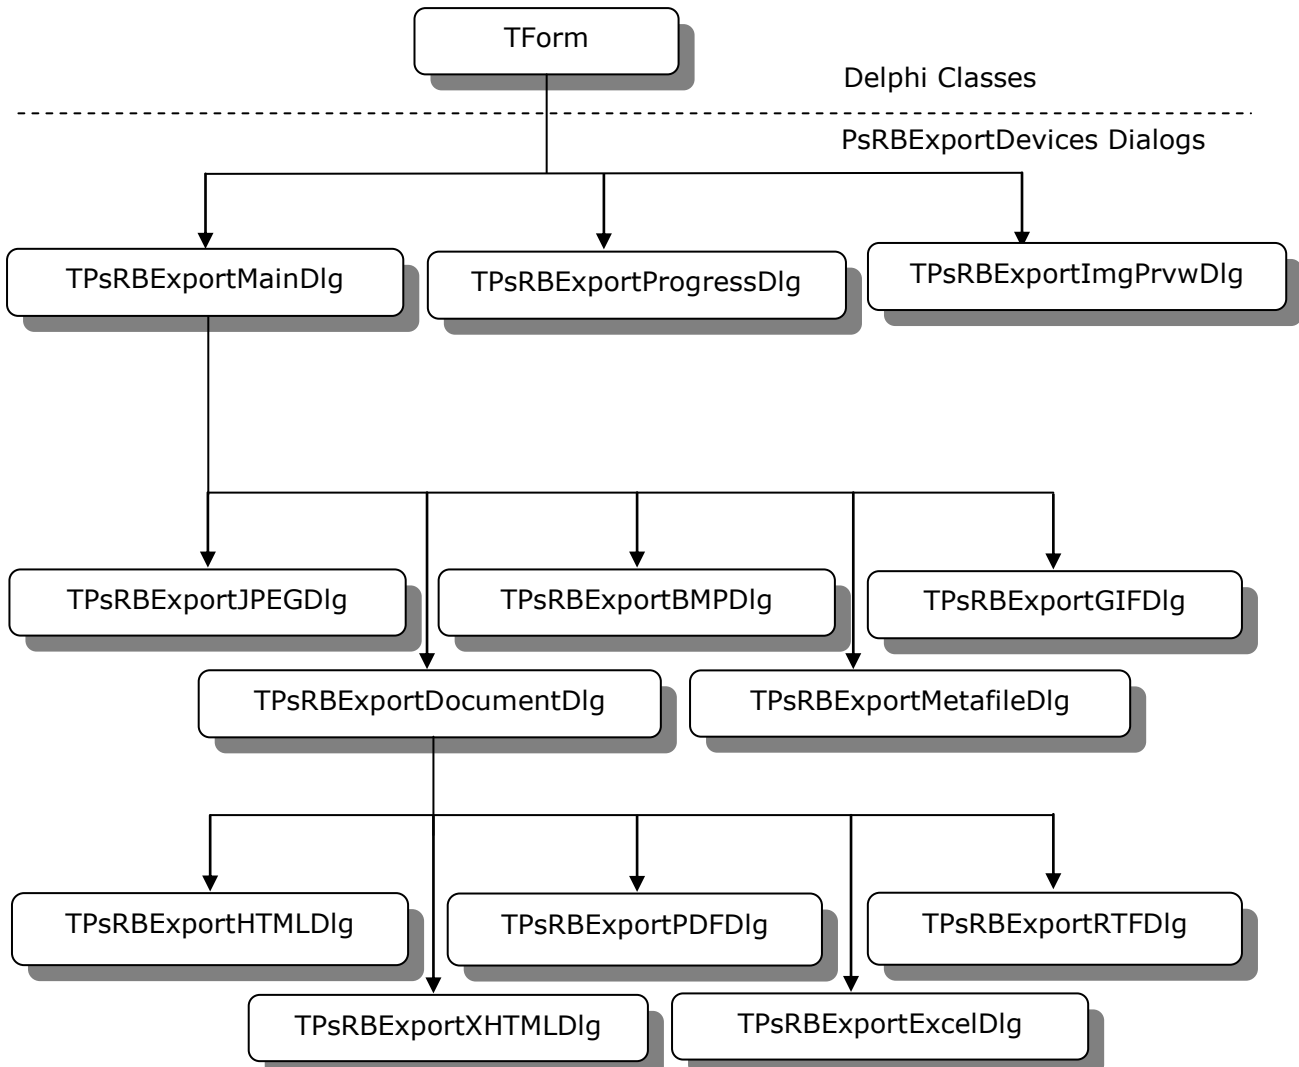 TForm
Delphi Classes
PsRBExportDevices Dialogs
TPsRBExportMainDlg
TPsRBExportProgressDlg
TPsRBExportImgPrvwDlg
TPsRBExportJPEGDlg
TPsRBExportBMPDlg
TPsRBExportGIFDlg
TPsRBExportDocumentDlg
TPsRBExportMetafileDlg
TPsRBExportHTMLDlg
TPsRBExportPDFDlg
TPsRBExportRTFDlg
TPsRBExportXHTMLDlg
TPsRBExportExcelDlg